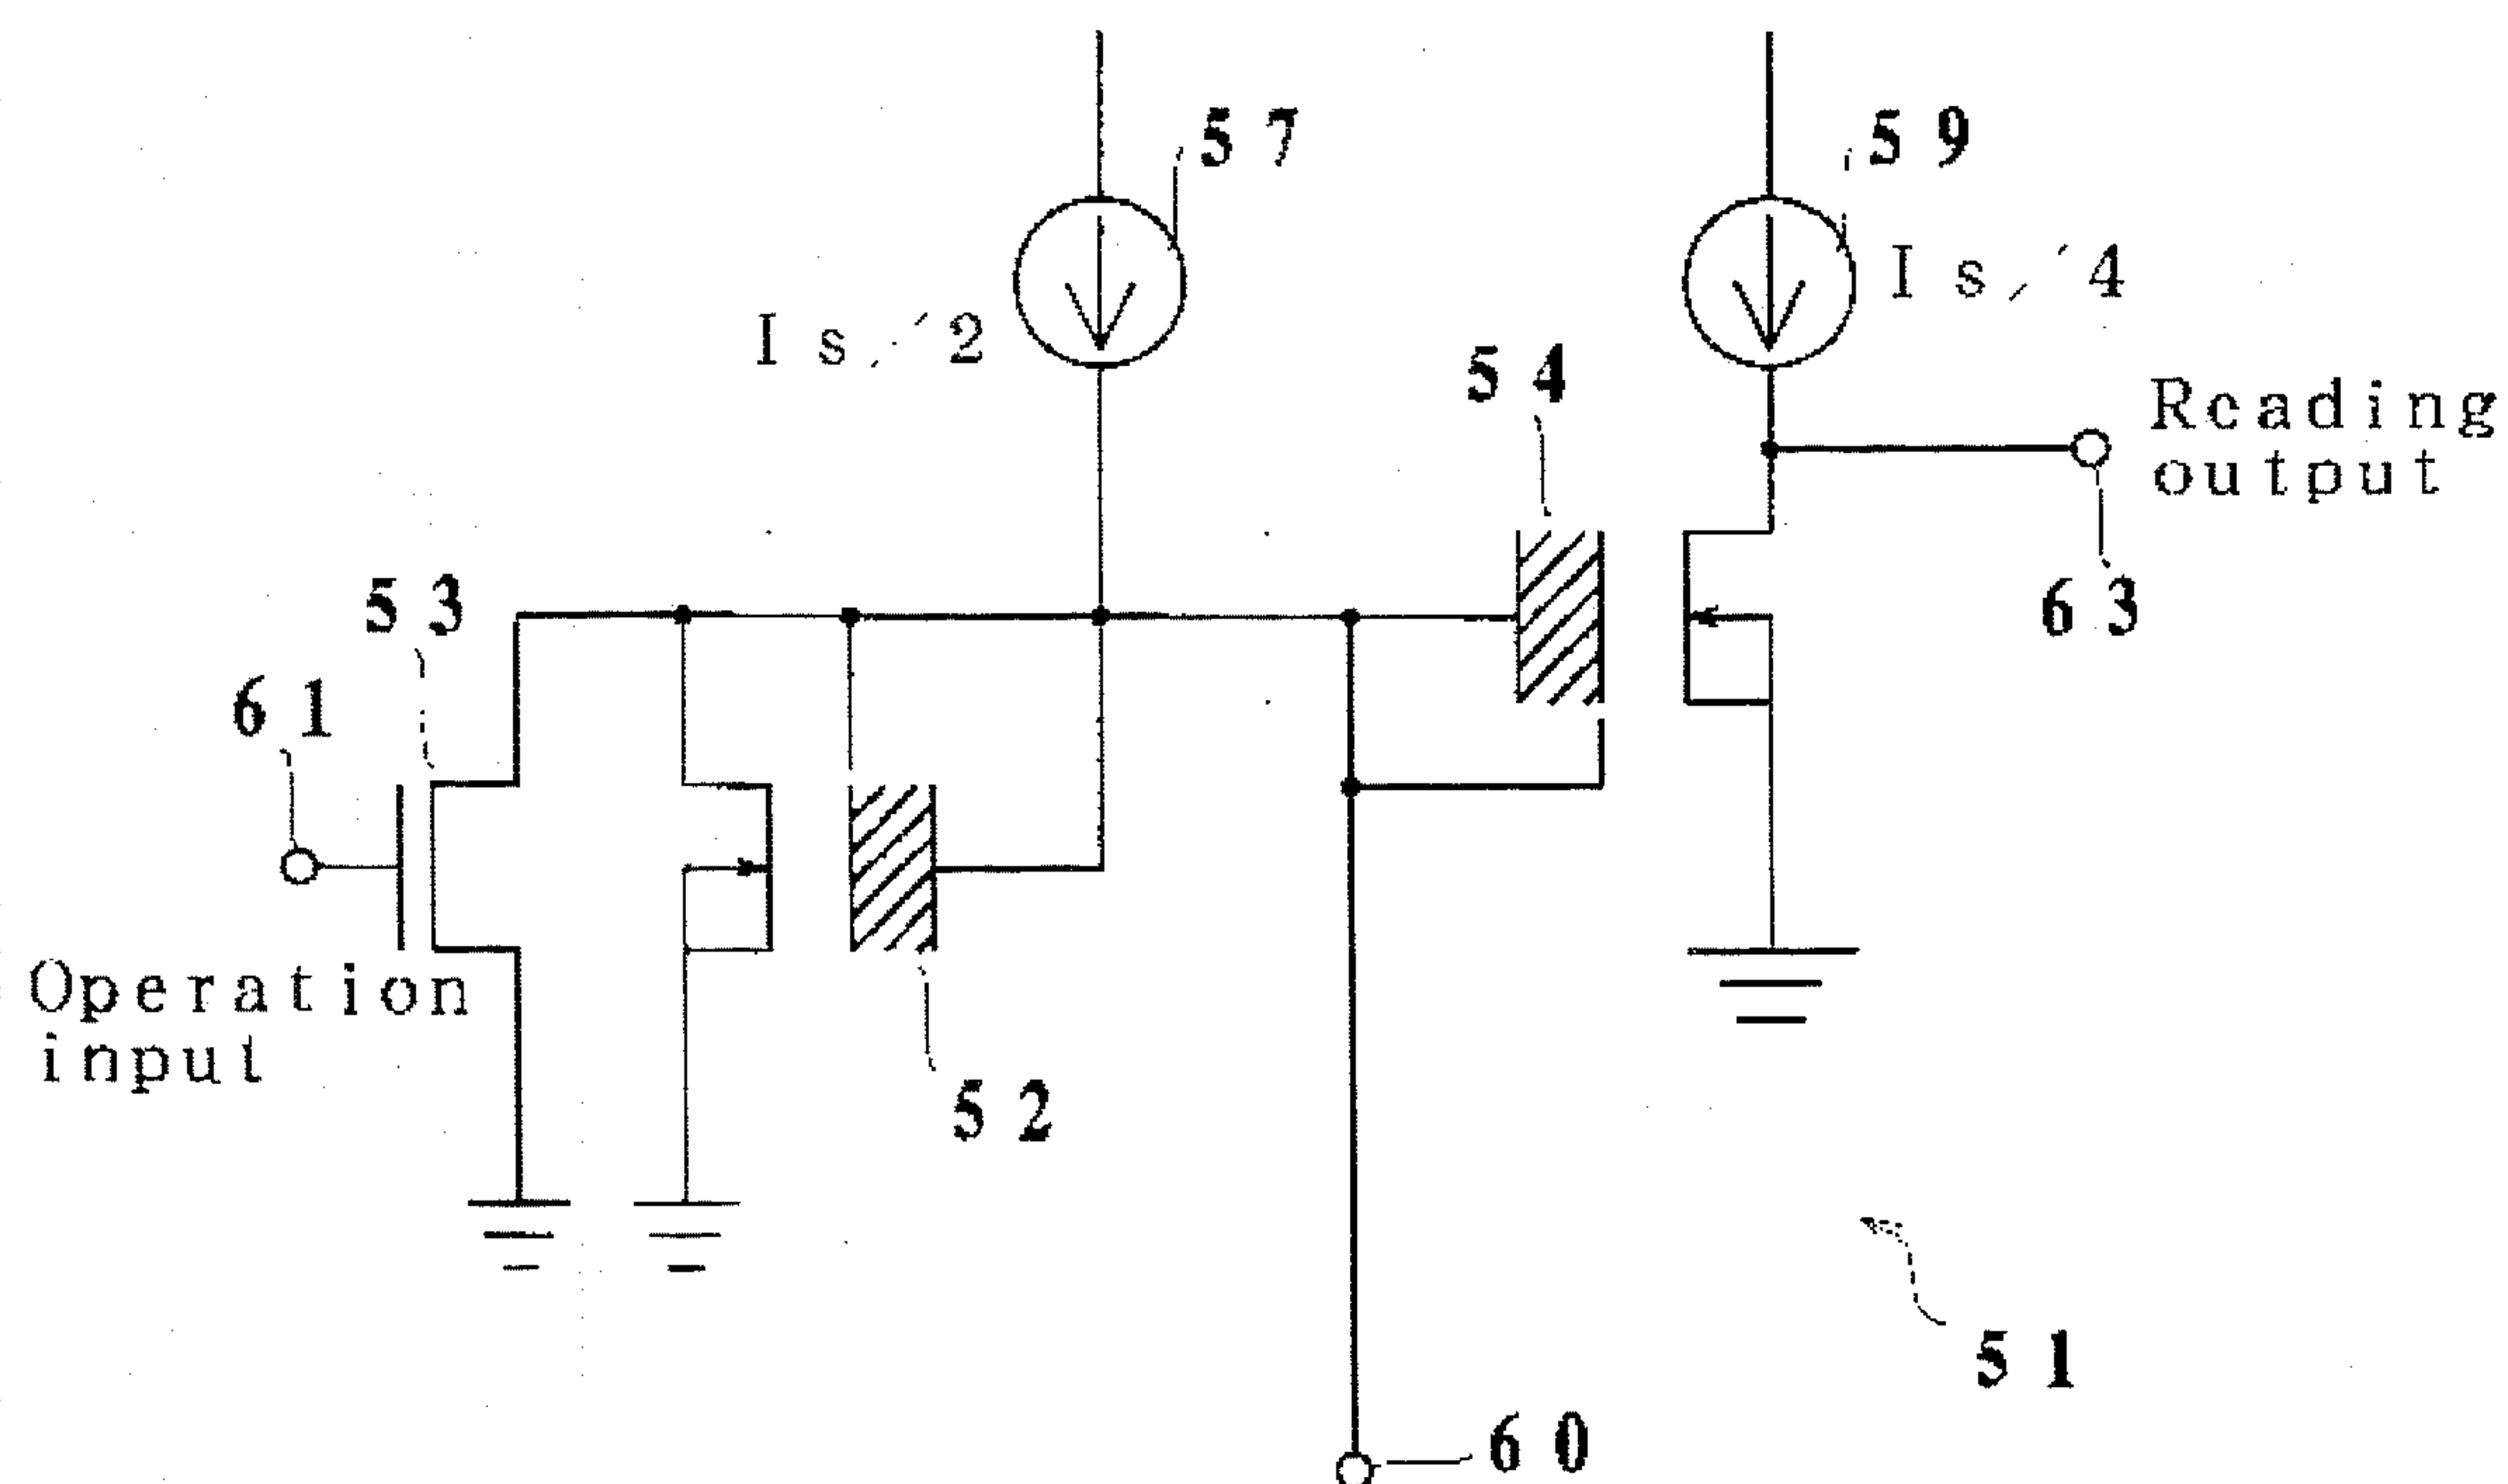 57
59
Is/4
Is/2
54
Reading
output
53
63
61
Operation
input
52
51
60